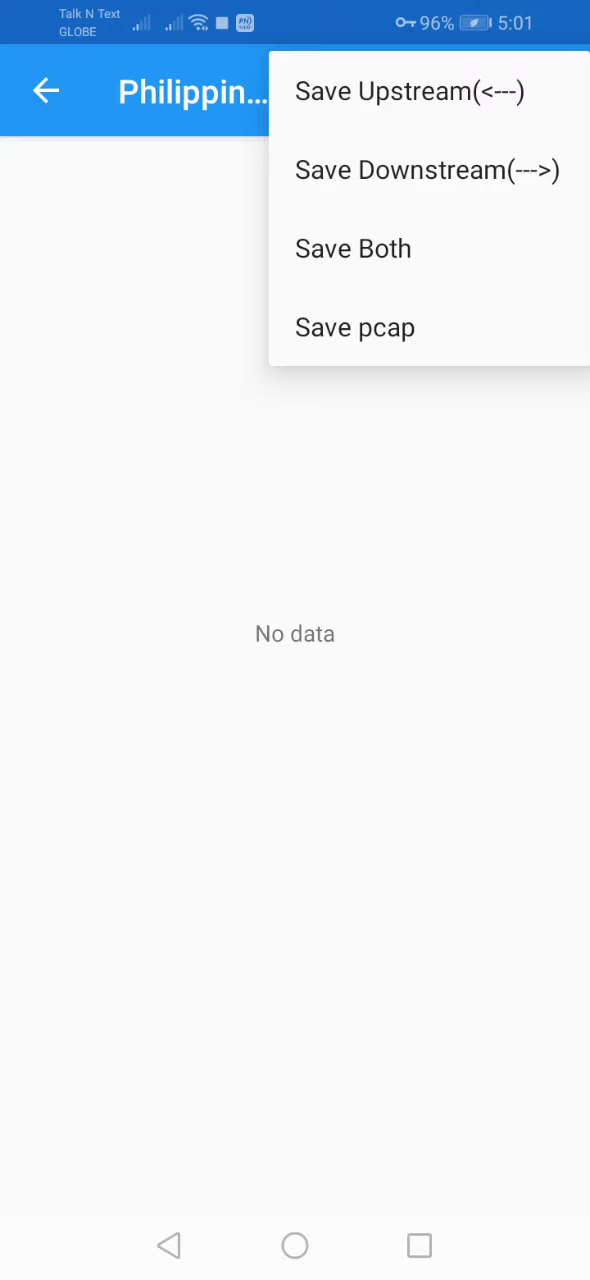 Talk N Text
GLOBE
96% 5:01
Philippin...
Save Upstream(<---)
Save Downstream(--->)
Save Both
Save pcap
No data